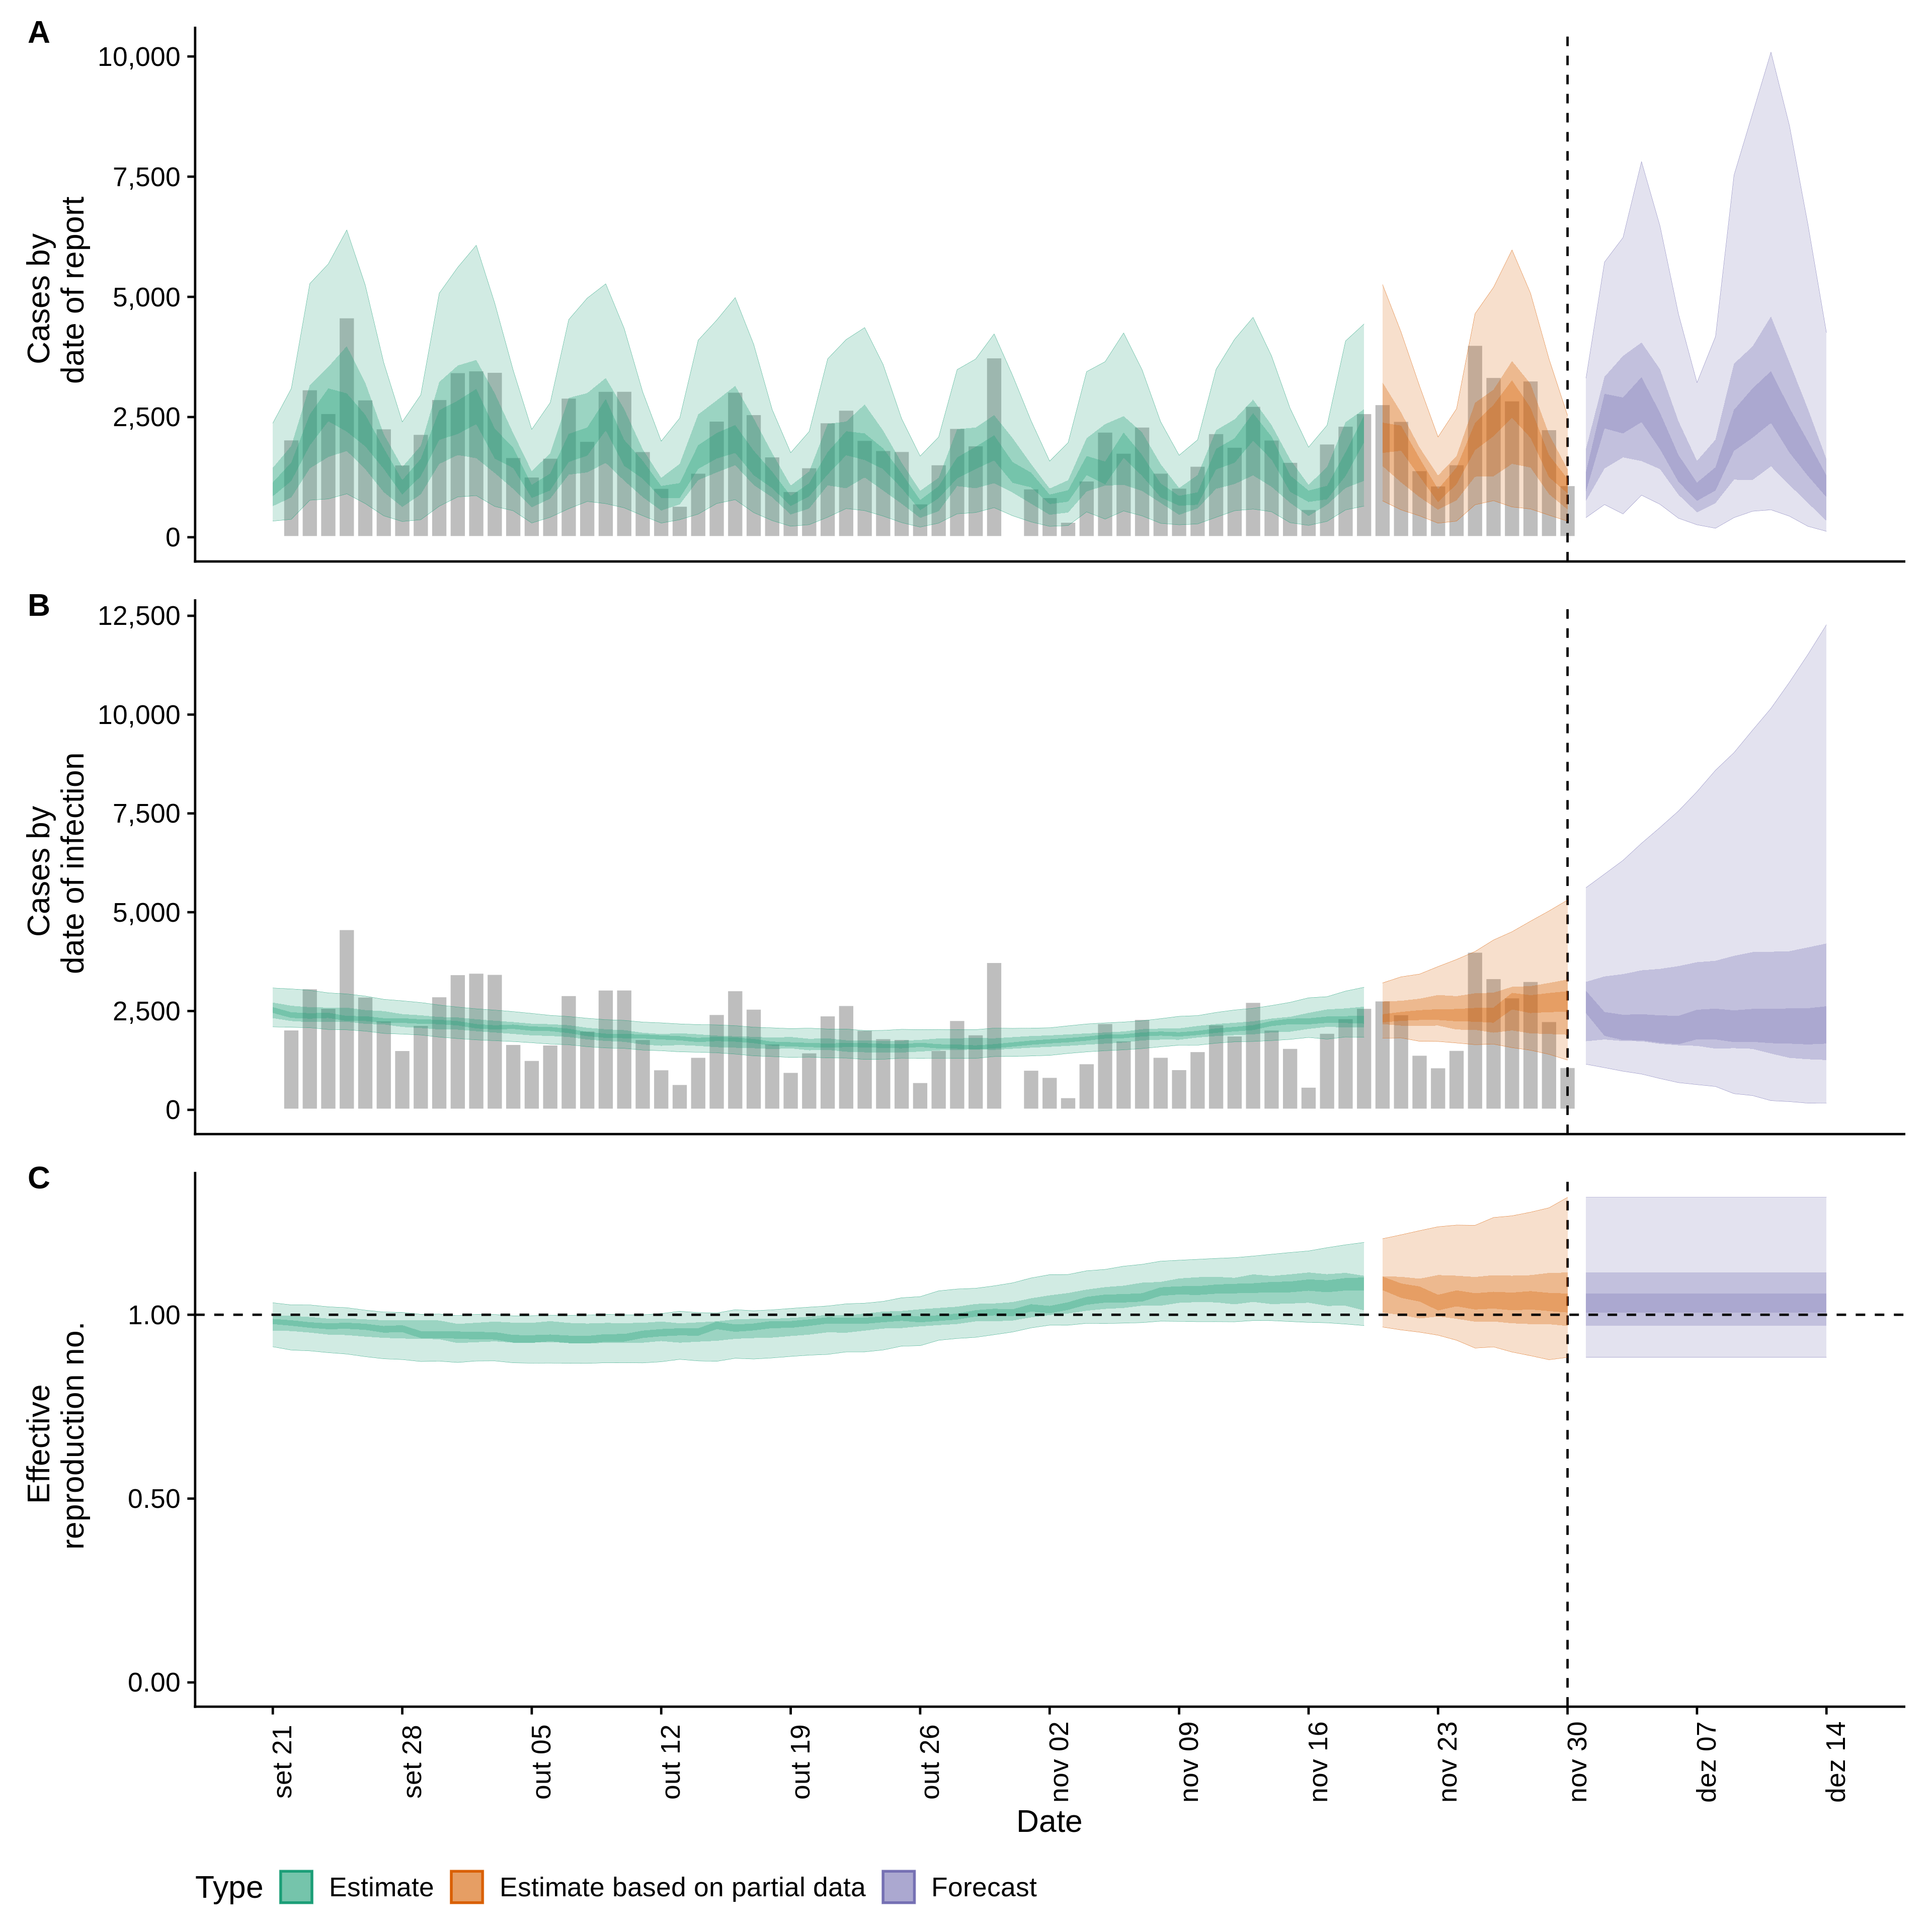 A
10,000
7,500
5,000
2,500
0
Cases by
date of report
B
12,500
10,000
7,500
5,000
2,500
0
Cases by
date of infection
C
1.00
0.50
0.00
Effective
reproduction no.
set 21
set 28
out 05
out 12
out 19
out 26
nov 02
nov 09
nov 16
nov 23
nov 30
dez 07
dez 14
Date
Type
Estimate
Estimate based on partial data
Forecast